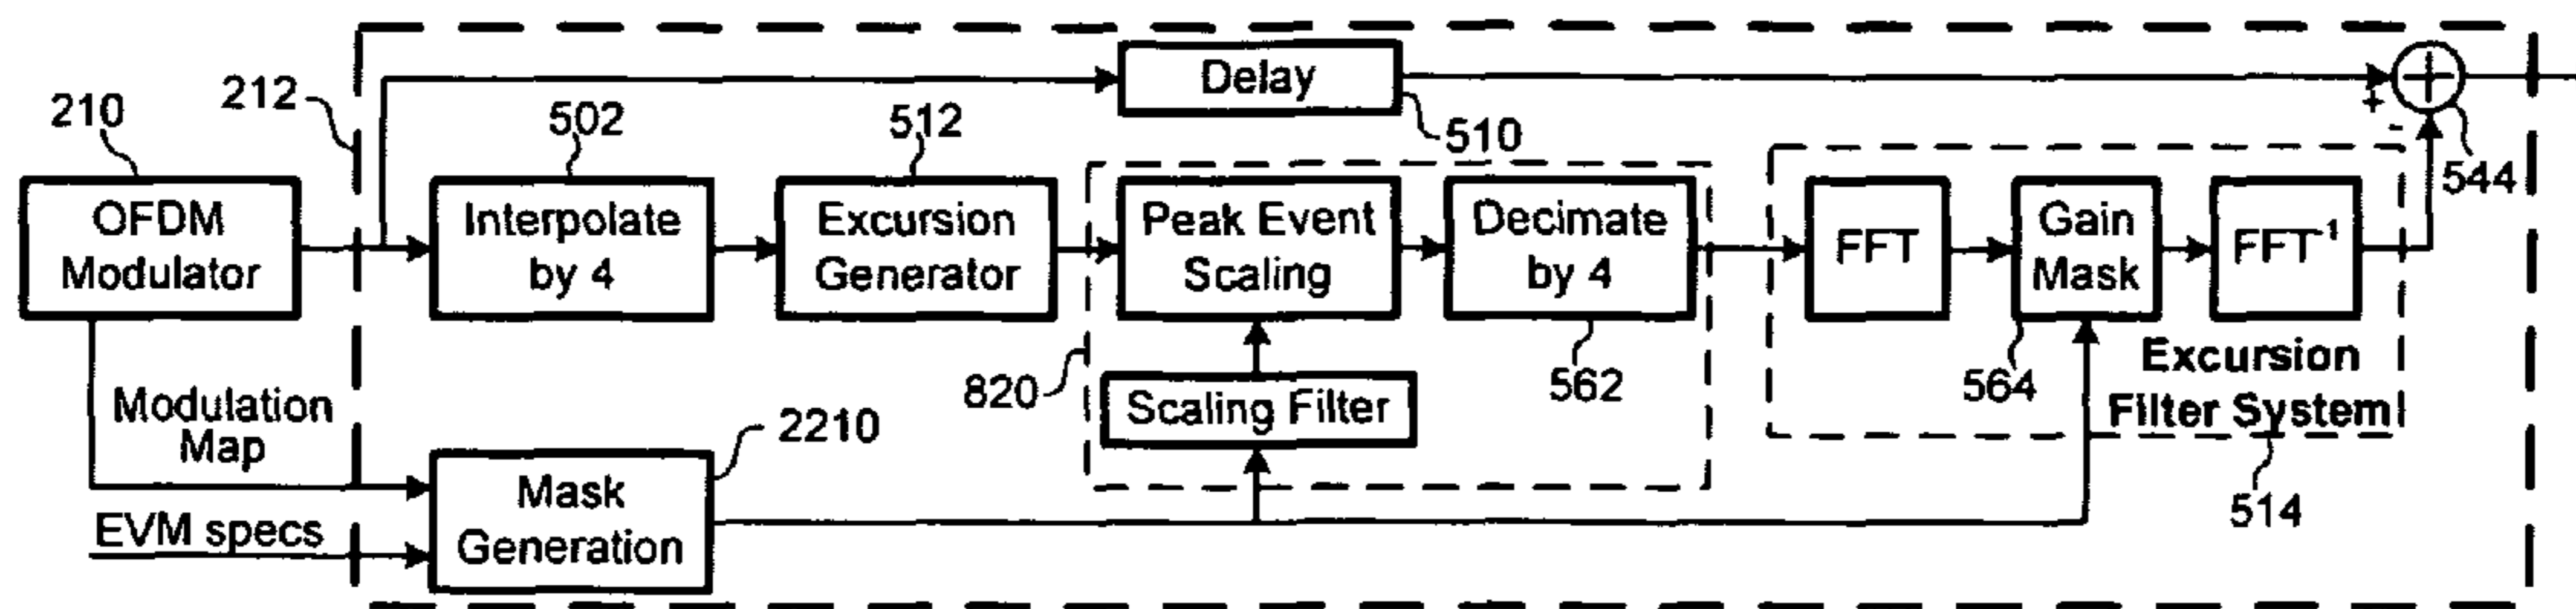 212
Delay
510
+
-
544
210
OFDM
Modulator
502
Interpolate
by 4
512
Excursion
Generator
Peak Event
Scaling
Decimate
by 4
562
820
Scaling Filter
FFT
Gain
Mask
FFT-1
564
Excursion
Filter System
514
Modulation
Map
EVM specs
2210
Mask
Generation